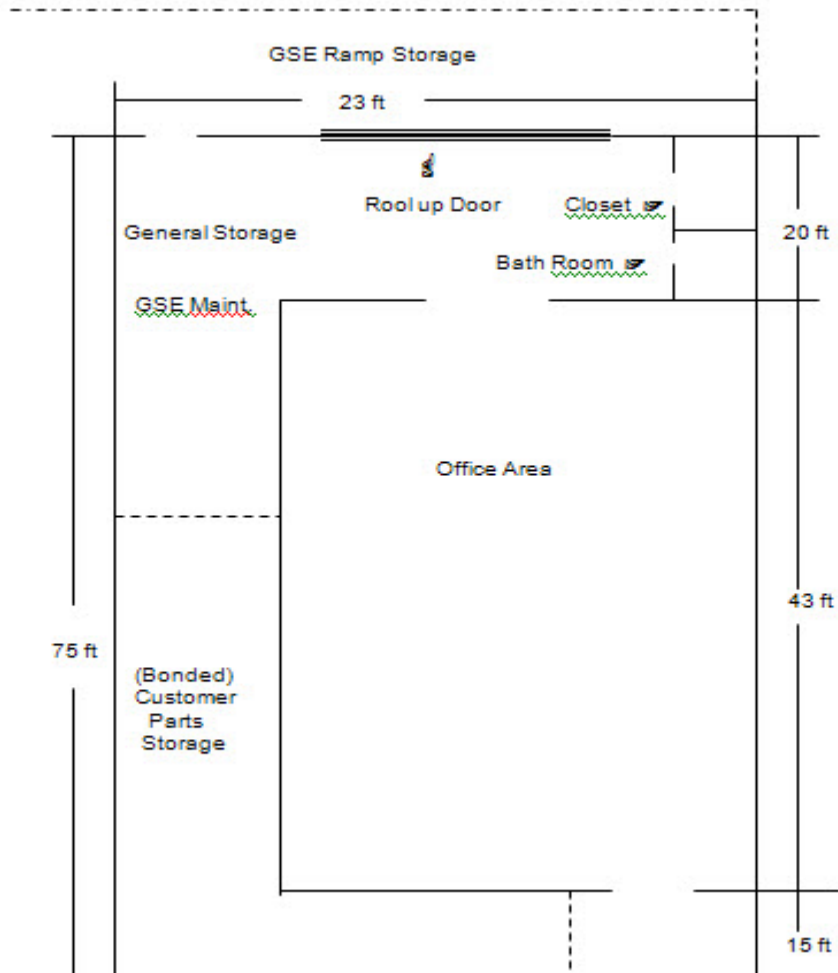 GSE Ramp Storage
23 ft
Rool up Door
Closet
General Storage
20 ft
Bath Room
GSE Maint.
Office Area
43 ft
75 ft
(Bonded)
Customer
Parts
Storage
15 ft